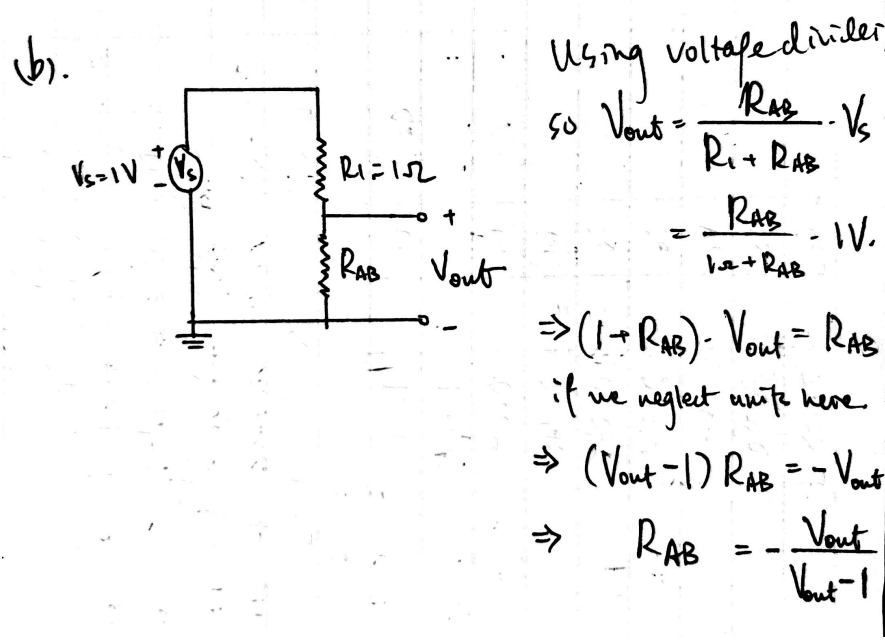 (b).
Vs=1V
+
-
Vs
R1=1Ω
RAB
+
Vout
-
Using voltage divider
so Vout = RAB / (R1 + RAB) · Vs
= RAB / (1Ω + RAB) · 1V.
⇒ (1 + RAB) · Vout = RAB
if we neglect units here.
⇒ (Vout - 1) RAB = - Vout
⇒ RAB = - Vout / (Vout - 1)